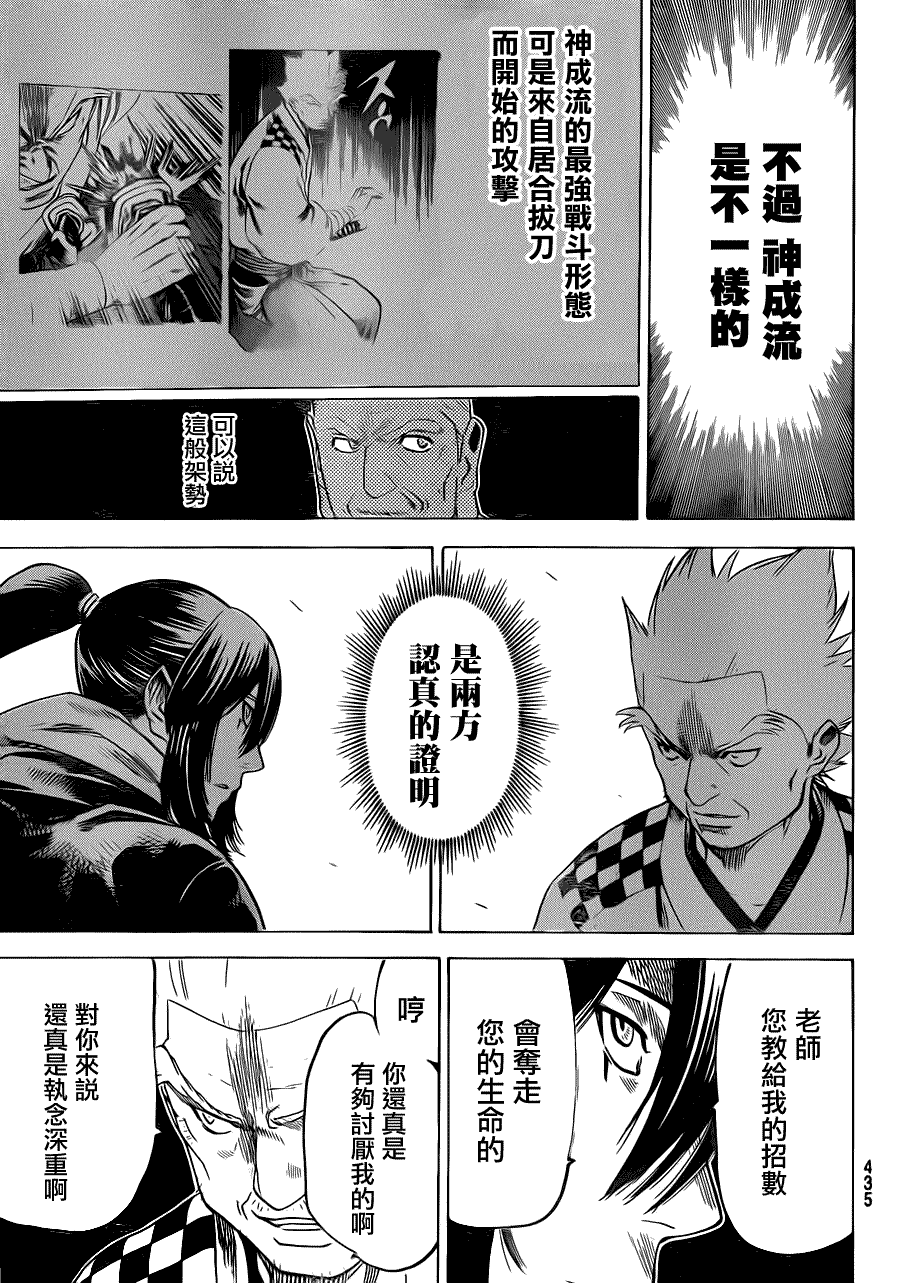 不過 神成流
是不一樣的
神成流的最強戰斗形態
可是來自居合拔刀
而開始的攻擊
ズズ
可以説
這般架勢
是兩方
認真的證明
老師
您教給我的招數
會奪走
您的生命的
哼
你還真是
有夠討厭我的啊
對你來説
還真是執念深重啊
435